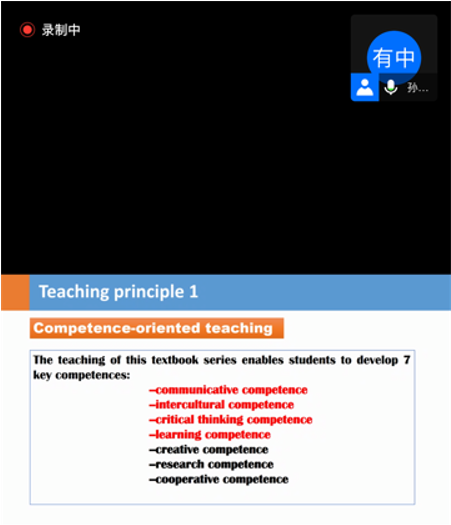 录制中
有中
孙...
Teaching principle 1
Competence-oriented teaching
The teaching of this textbook series enables students to develop 7
key competences:
–communicative competence
–intercultural competence
–critical thinking competence
–learning competence
–creative competence
–research competence
–cooperative competence